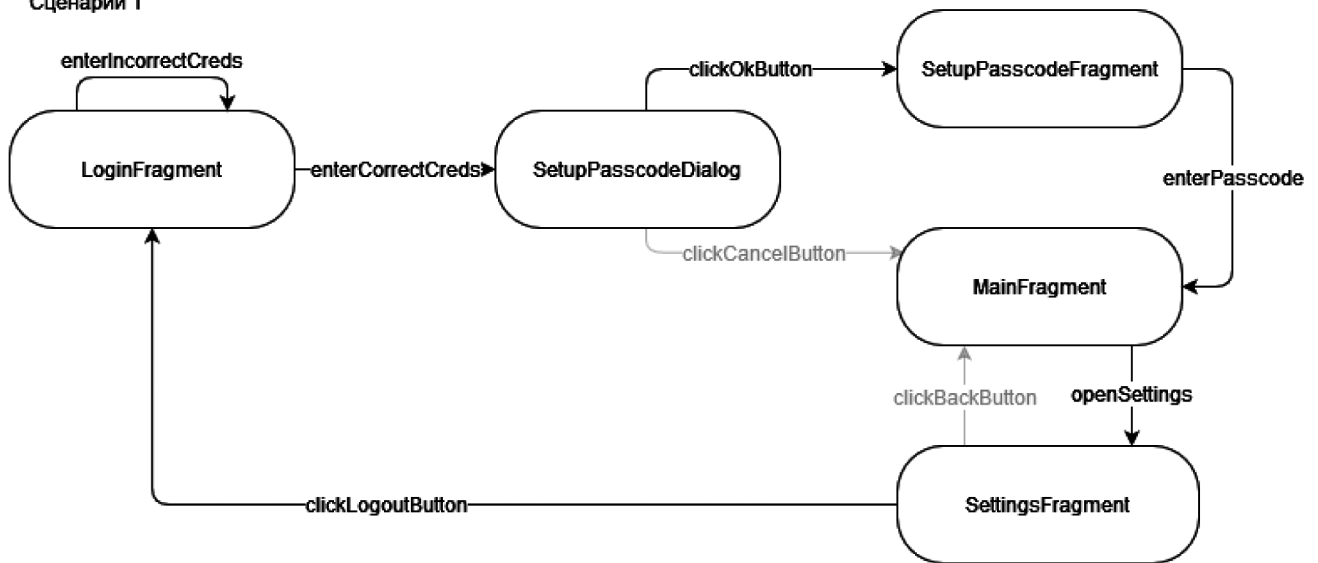 Сценарий 1
enterIncorrectCreds
clickOkButton
SetupPasscodeFragment
LoginFragment
enterCorrectCreds
SetupPasscodeDialog
enterPasscode
clickCancelButton
MainFragment
clickBackButton
openSettings
clickLogoutButton
SettingsFragment